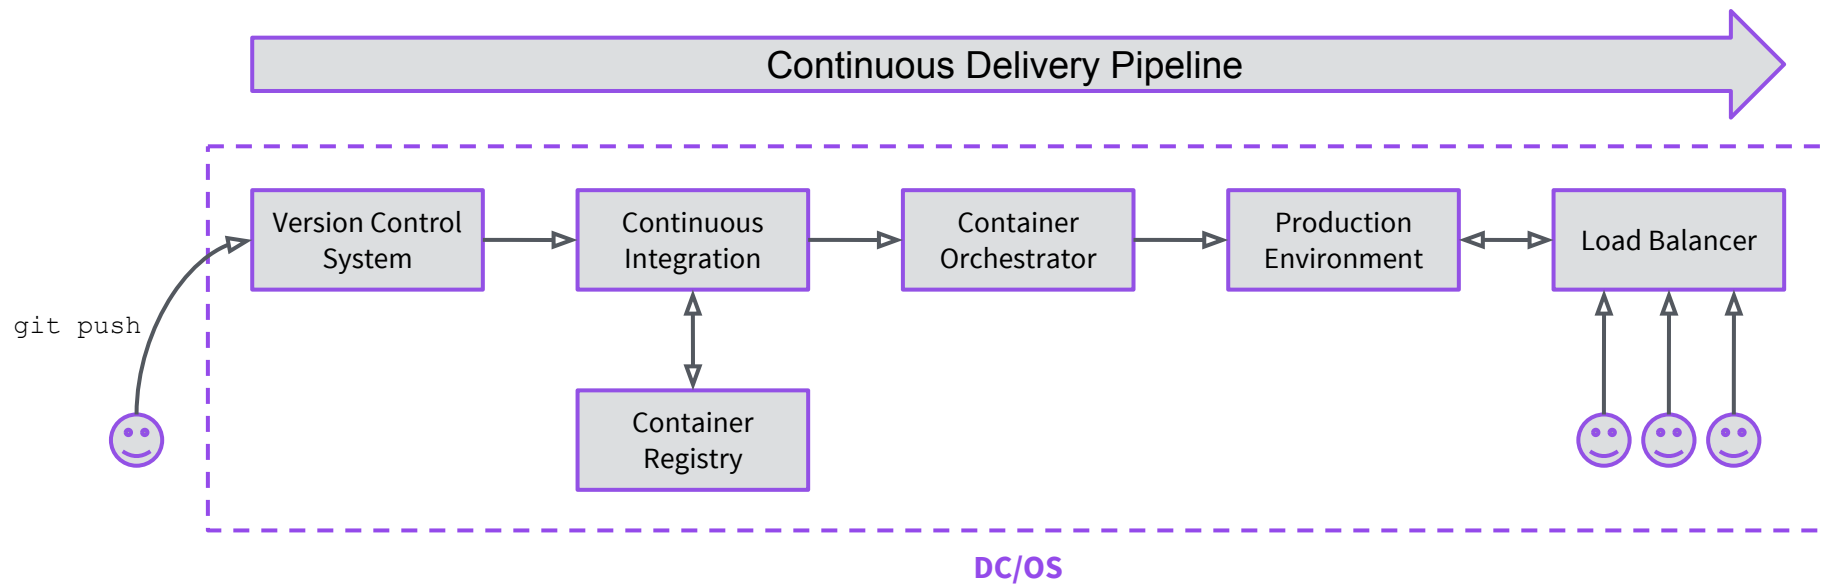 Continuous Delivery Pipeline
Version Control
System
Continuous
Integration
Container
Orchestrator
Production
Environment
Load Balancer
git push
Container
Registry
DC/OS